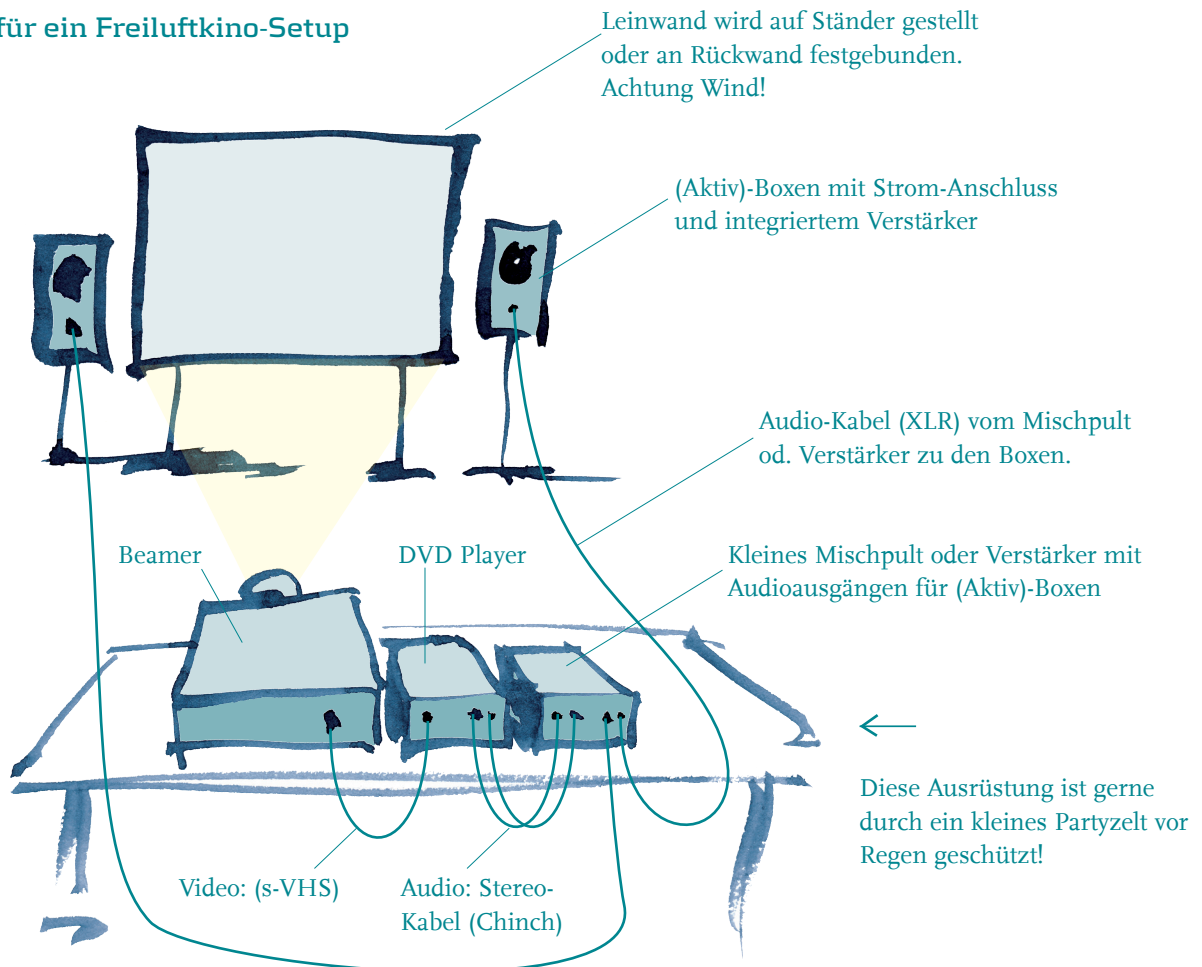 für ein Freiluftkino-Setup
Leinwand wird auf Ständer gestellt
oder an Rückwand festgebunden.
Achtung Wind!
(Aktiv)-Boxen mit Strom-Anschluss
und integriertem Verstärker
Audio-Kabel (XLR) vom Mischpult
od. Verstärker zu den Boxen.
Beamer
DVD Player
Kleines Mischpult oder Verstärker mit
Audioausgängen für (Aktiv)-Boxen
Diese Ausrüstung ist gerne
durch ein kleines Partyzelt vor
Regen geschützt!
Video: (s-VHS)
Audio: Stereo-
Kabel (Chinch)